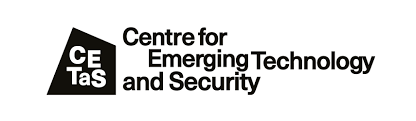 CE
TaS
Centre for
Emerging Technology
and Security